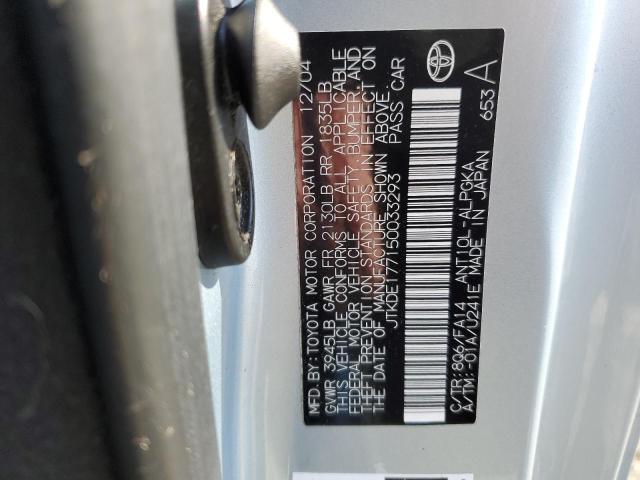 MFD. BY: TOYOTA MOTOR CORPORATION 12/04
GVWR 3945LB GAWR FR 2130LB RR 1835LB
THIS VEHICLE CONFORMS TO ALL APPLICABLE
FEDERAL MOTOR VEHICLE SAFETY, BUMPER, AND
THEFT PREVENTION STANDARDS IN EFFECT ON
THE DATE OF MANUFACTURE SHOWN ABOVE.
JTKDE177150033293 PASS CAR
C/TR:8Q6/FA14 ANT10L-ALPGKA
A/TM:-01A/U241E MADE IN JAPAN 653 A